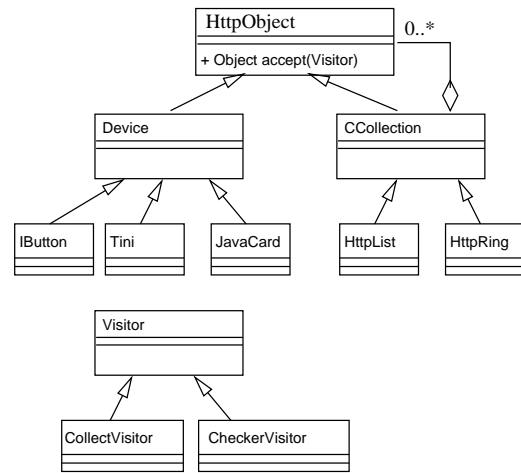 HttpObject
0..*
+ Object accept(Visitor)
Device
CCollection
IButton
Tini
JavaCard
HttpList
HttpRing
Visitor
CollectVisitor
CheckerVisitor